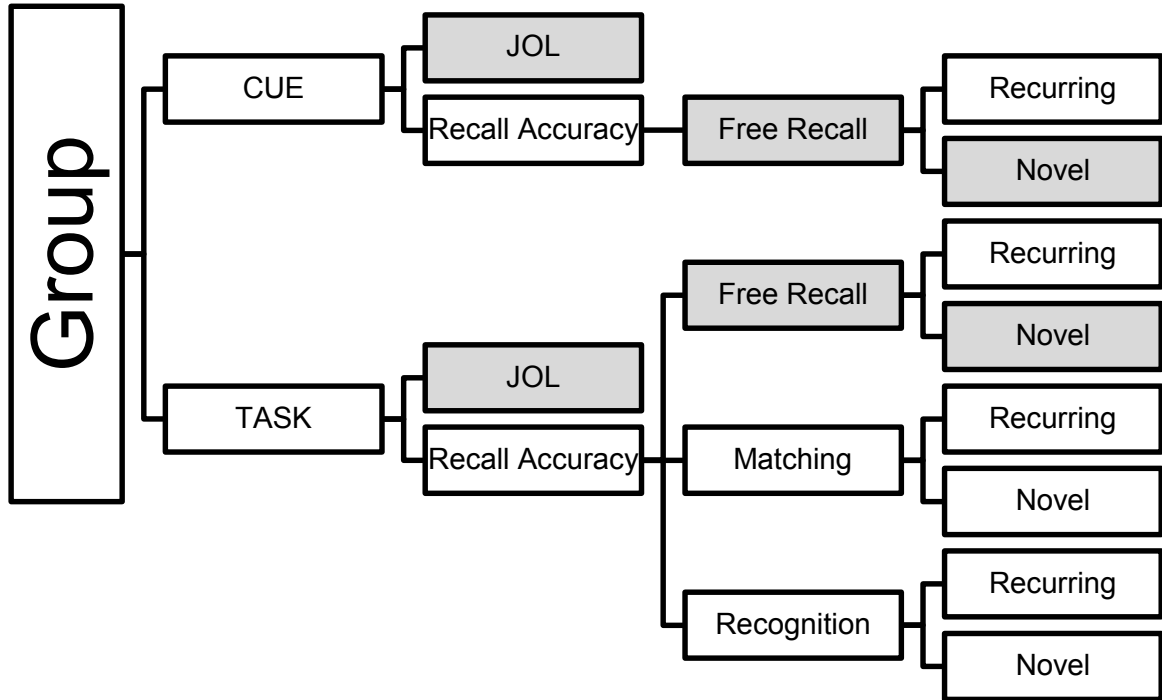 Group
CUE
JOL
Recall Accuracy
Free Recall
Recurring
Novel
TASK
JOL
Recall Accuracy
Free Recall
Recurring
Novel
Matching
Recurring
Novel
Recognition
Recurring
Novel